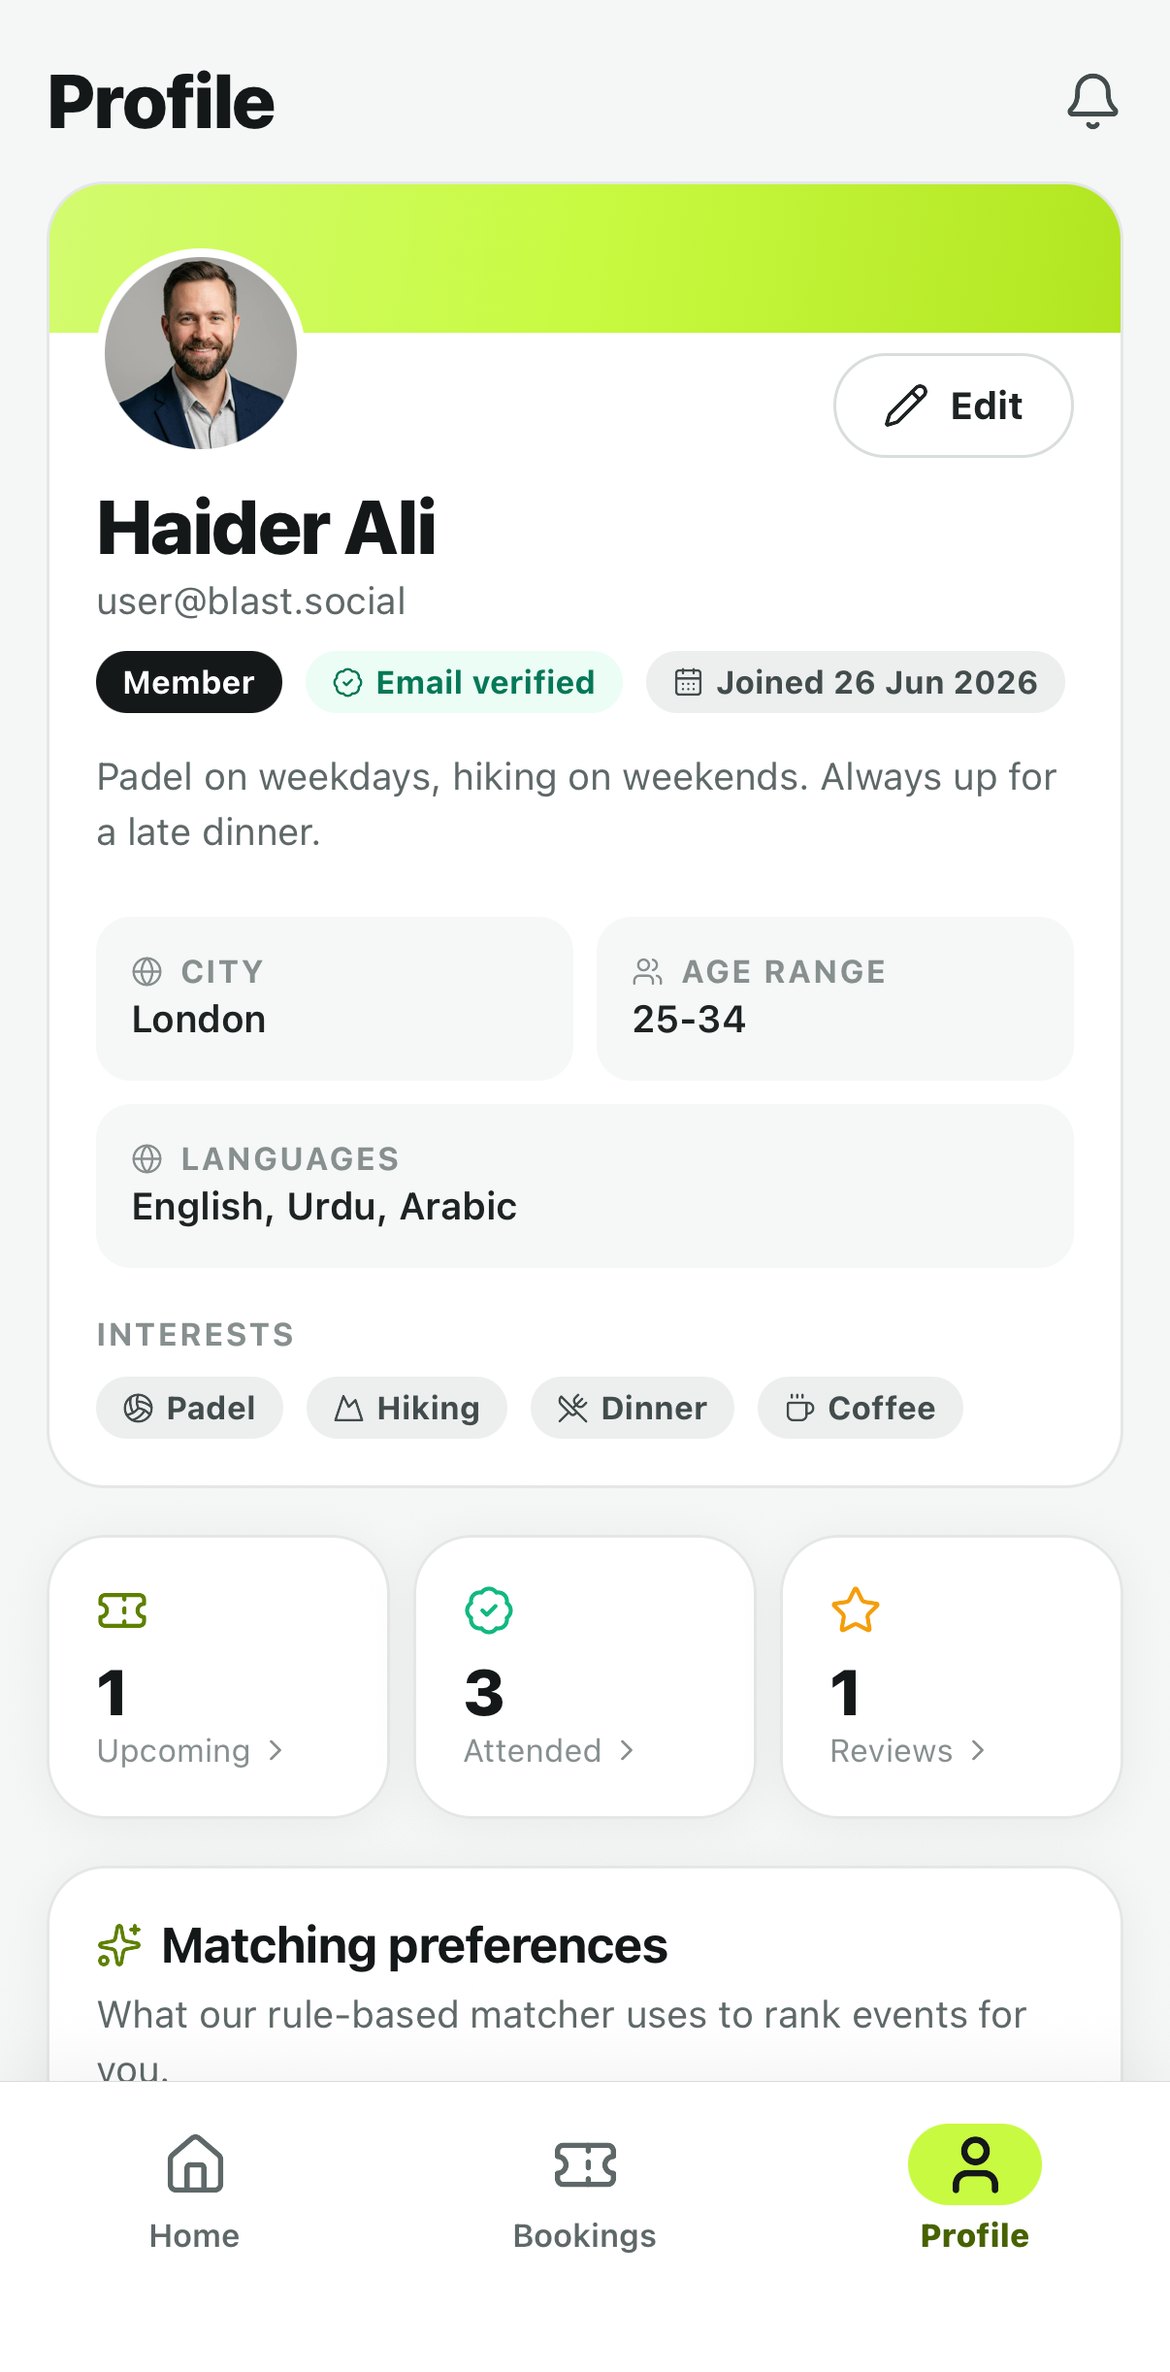 Profile
Edit
Haider Ali
user@blast.social
Member
Email verified
Joined 26 Jun 2026
Padel on weekdays, hiking on weekends. Always up for
a late dinner.
CITY
London
AGE RANGE
25-34
LANGUAGES
English, Urdu, Arabic
INTERESTS
Padel
Hiking
Dinner
Coffee
1
Upcoming
3
Attended
1
Reviews
Matching preferences
What our rule-based matcher uses to rank events for
you.
Home
Bookings
Profile